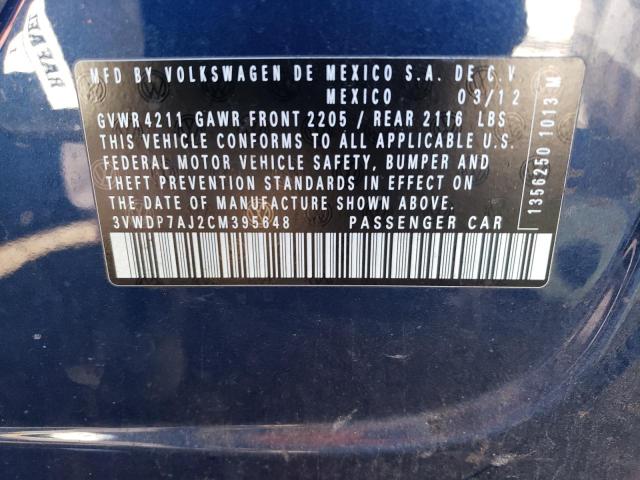 MFD BY VOLKSWAGEN DE MEXICO S.A. DE C.V
MEXICO 03/12
GVWR 4211 GAWR FRONT 2205 / REAR 2116 LBS
THIS VEHICLE CONFORMS TO ALL APPLICABLE U.S.
FEDERAL MOTOR VEHICLE SAFETY, BUMPER AND
THEFT PREVENTION STANDARDS IN EFFECT ON
THE DATE OF MANUFACTURE SHOWN ABOVE.
3VWDP7AJ2CM395648 PASSENGER CAR
1356250 1013 M